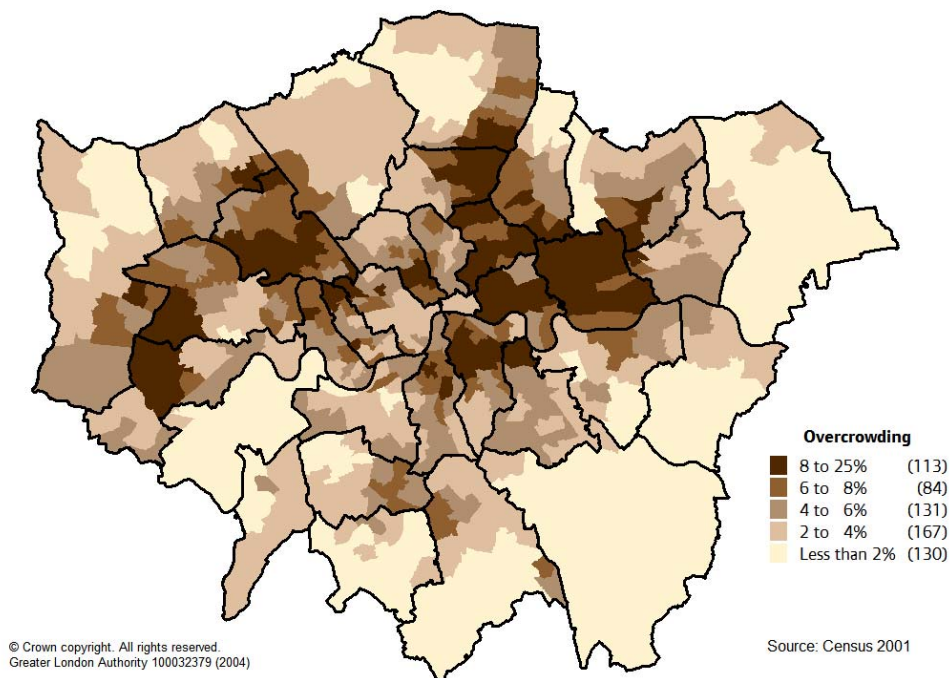 Overcrowding
8 to 25% (113)
6 to 8% (84)
4 to 6% (131)
2 to 4% (167)
Less than 2% (130)
© Crown copyright. All rights reserved.
Greater London Authority 100032379 (2004)
Source: Census 2001